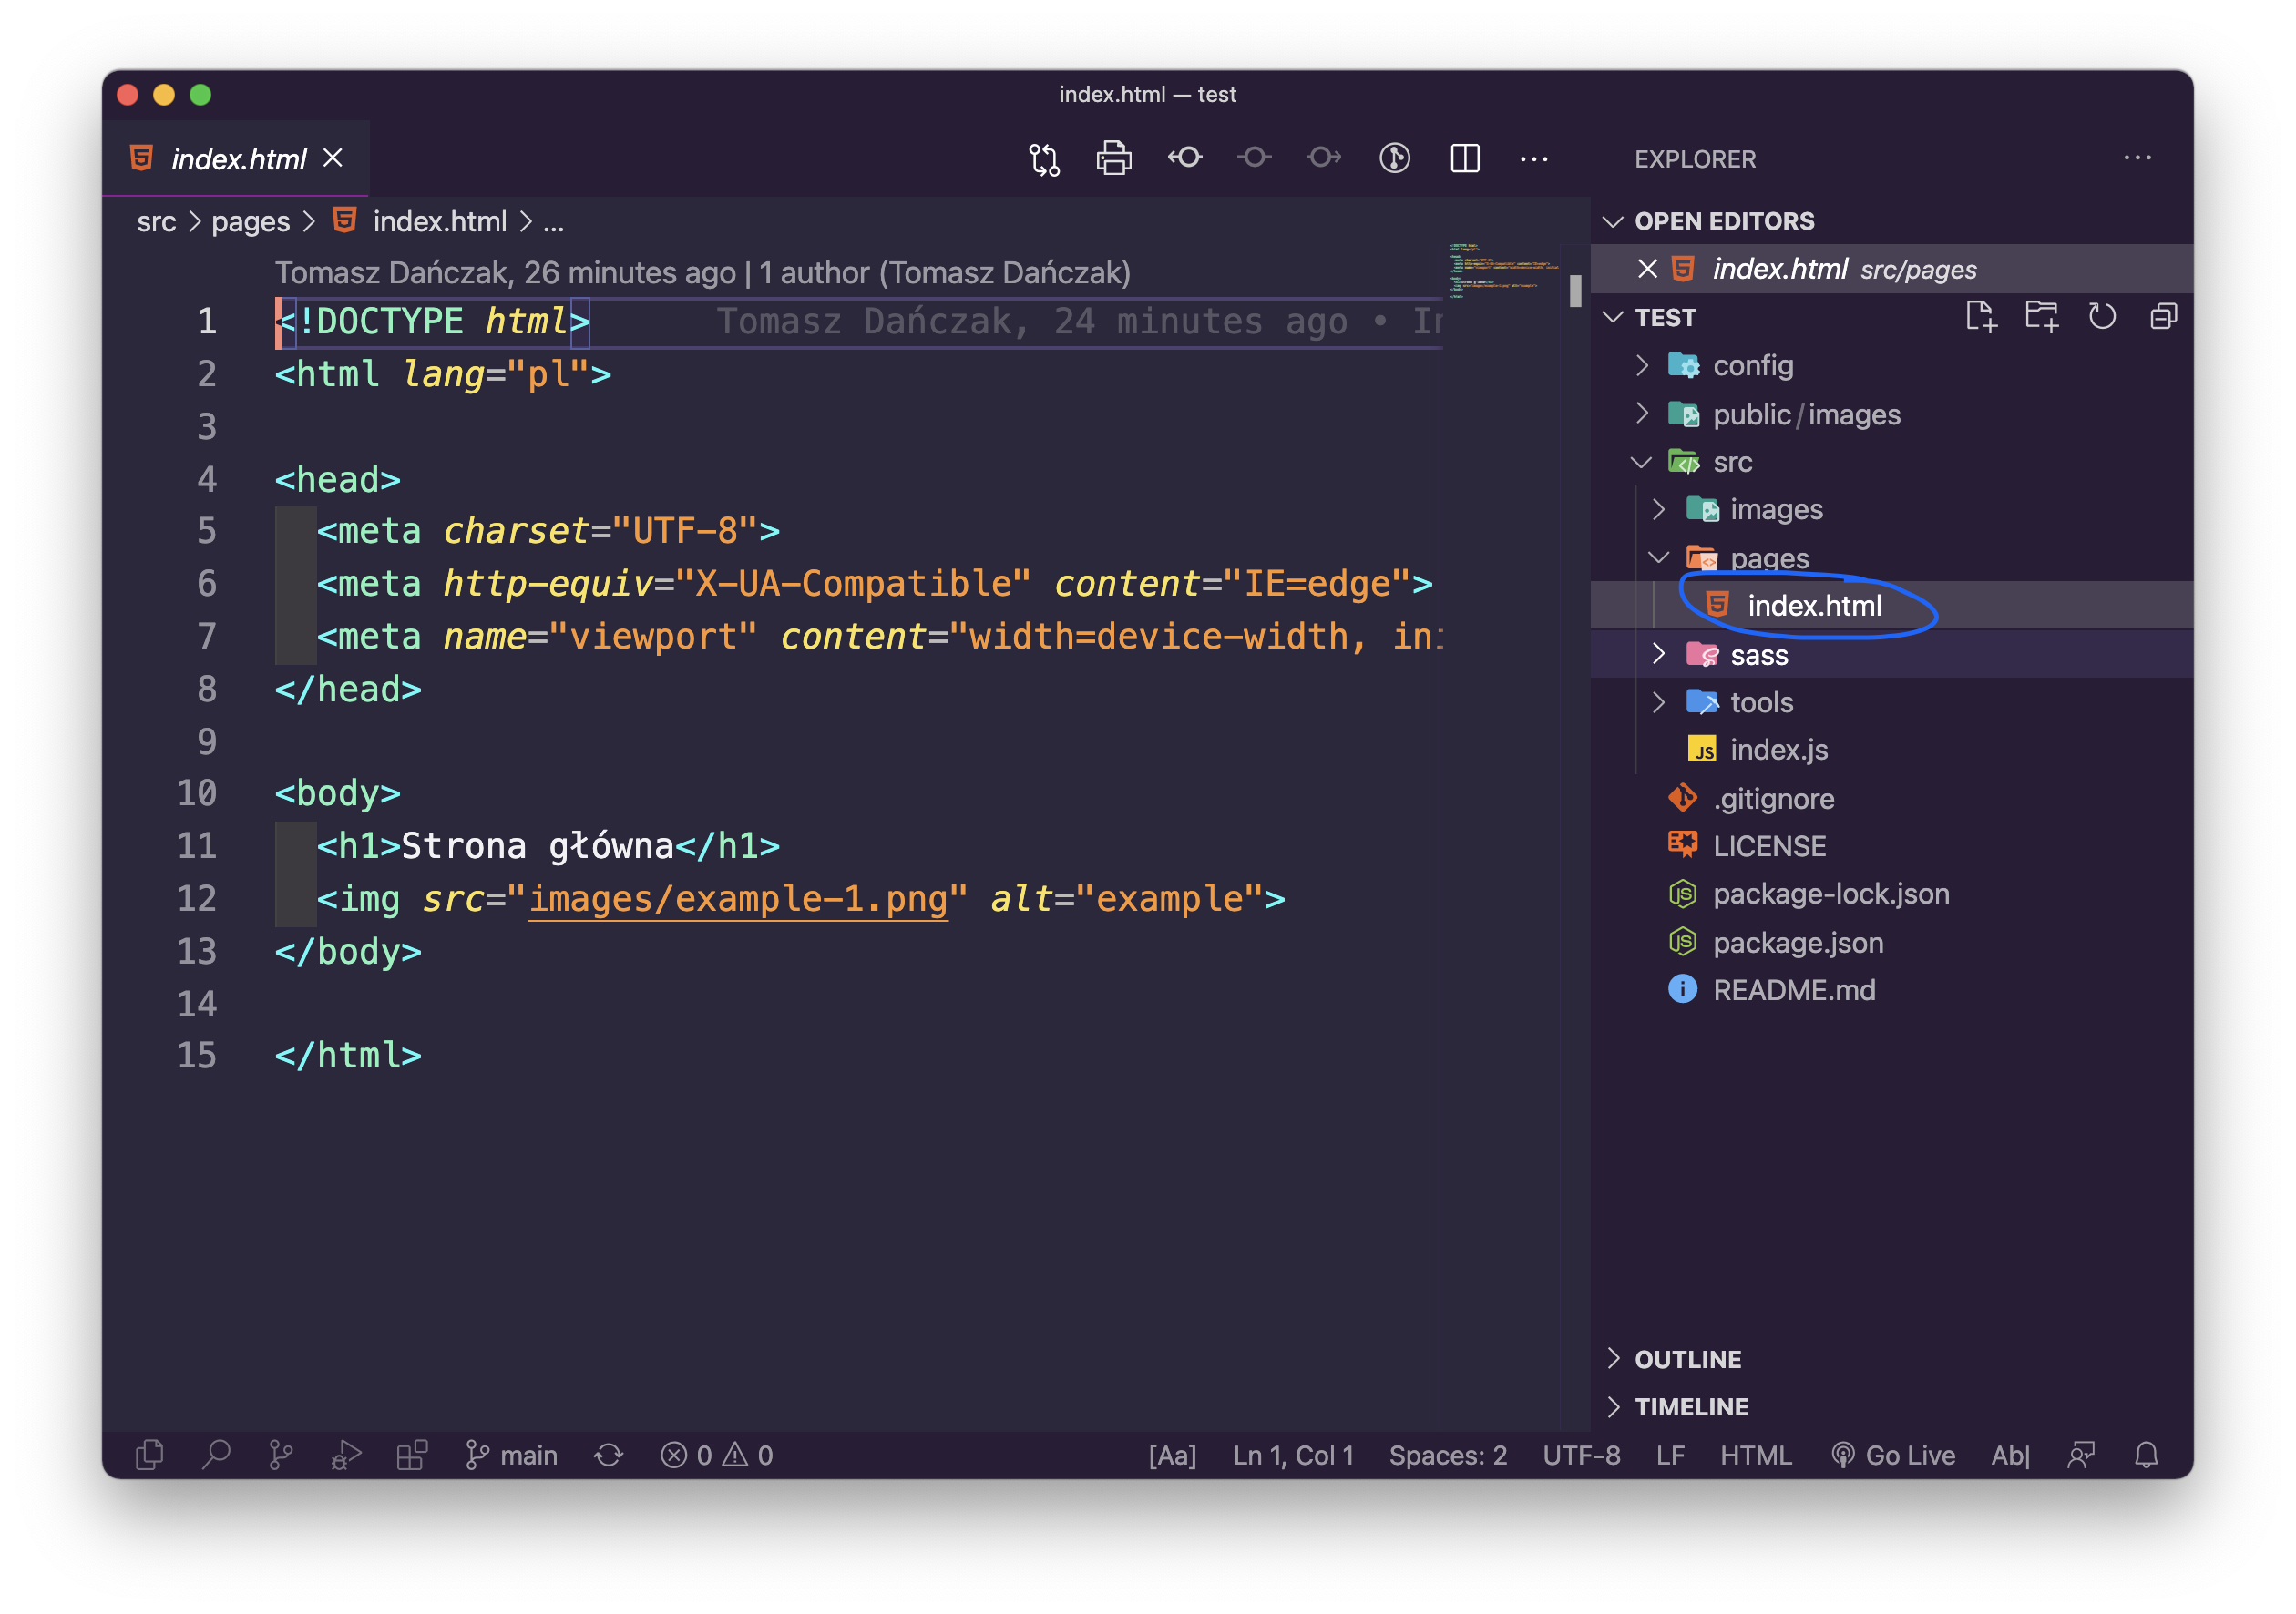 index.html — test
index.html
EXPLORER
src > pages > index.html > ...
OPEN EDITORS
index.html src/pages
TEST
Tomasz Dańczak, 26 minutes ago | 1 author (Tomasz Dańczak)
1 <!DOCTYPE html> Tomasz Dańczak, 24 minutes ago •
2 <html lang="pl">
3
4 <head>
5 <meta charset="UTF-8">
6 <meta http-equiv="X-UA-Compatible" content="IE=edge">
7 <meta name="viewport" content="width=device-width,
8 </head>
9
10 <body>
11 <h1>Strona główna</h1>
12 <img src="images/example-1.png" alt="example">
13 </body>
14
15 </html>
config
public/images
src
images
pages
index.html
sass
tools
JS index.js
.gitignore
LICENSE
package-lock.json
package.json
README.md
OUTLINE
TIMELINE
main 0 0 [Aa] Ln 1, Col 1 Spaces: 2 UTF-8 LF HTML Go Live Ab|